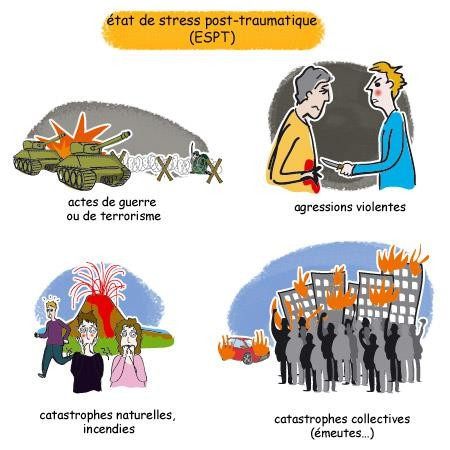 état de stress post-traumatique
(ESPT)
actes de guerre
ou de terrorisme
agressions violentes
catastrophes naturelles,
incendies
catastrophes collectives
(émeutes...)